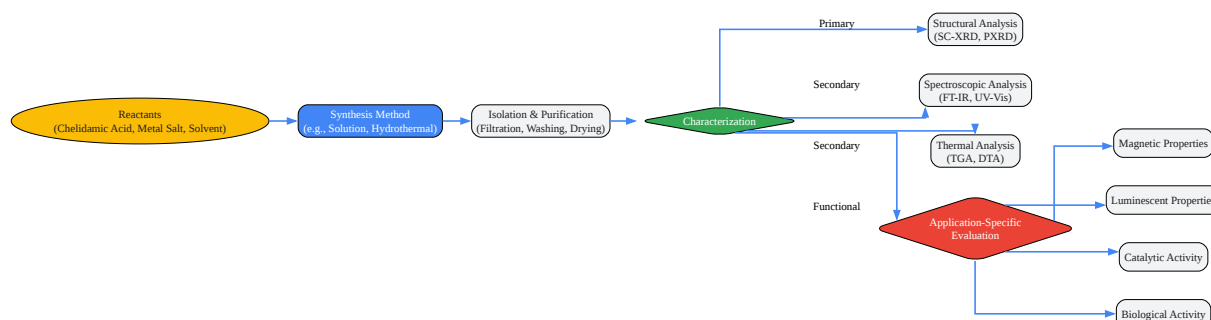 Reactants
(Chelidamic Acid, Metal Salt, Solvent)
Synthesis Method
(e.g., Solution, Hydrothermal)
Isolation & Purification
(Filtration, Washing, Drying)
Characterization
Primary
Structural Analysis
(SC-XRD, PXRD)
Secondary
Spectroscopic Analysis
(FT-IR, UV-Vis)
Secondary
Thermal Analysis
(TGA, DTA)
Functional
Application-Specific
Evaluation
Magnetic Properties
Luminescent Propertie
Catalytic Activity
Biological Activity